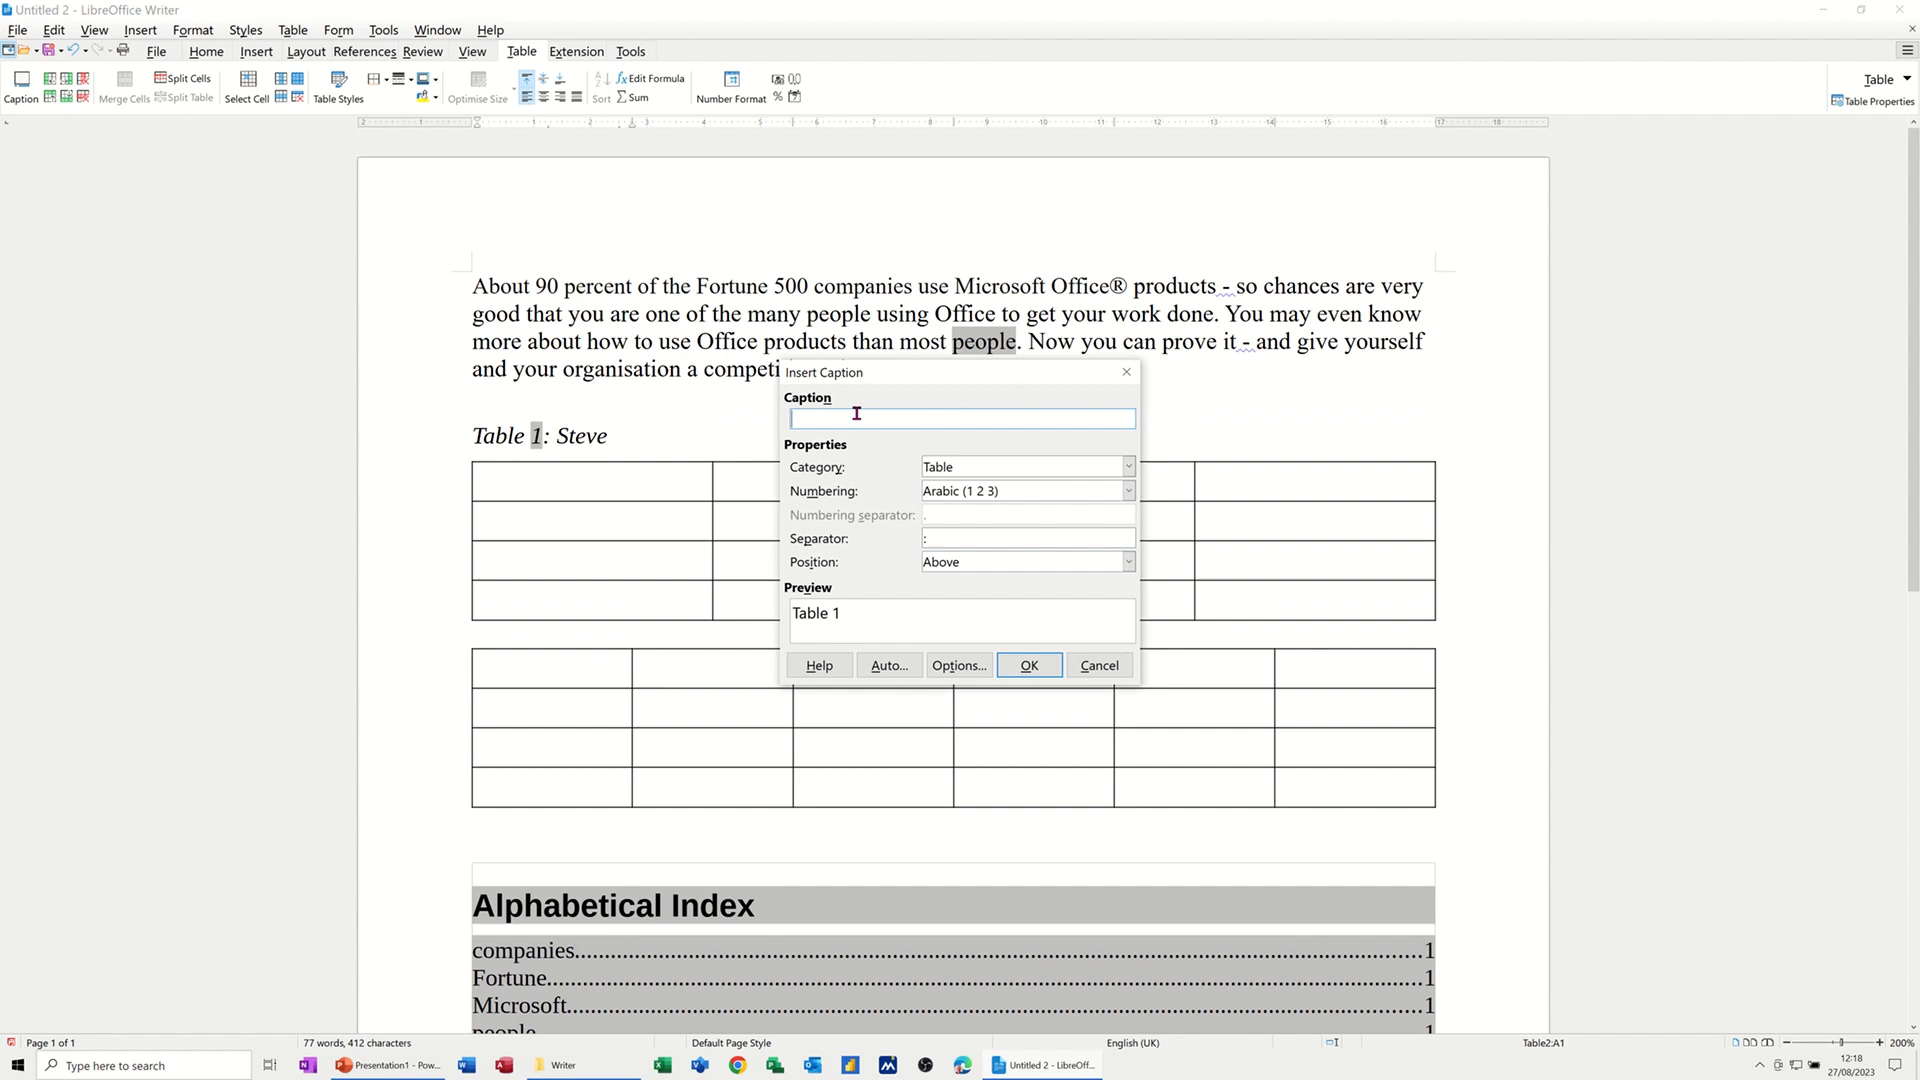 Untitled 2 - LibreOffice Writer
File Edit View Insert Format Styles Table Form Tools Window Help
File Home Insert Layout References Review View Table Extension Tools
Caption Merge Cells Split Cells Split Table Select Cell Table Styles Optimise Size Sort Edit Formula Sum Number Format Table Table Properties
About 90 percent of the Fortune 500 companies use Microsoft Office® products - so chances are very
good that you are one of the many people using Office to get your work done. You may even know
more about how to use Office products than most people. Now you can prove it - and give yourself
and your organisation a competi
Insert Caption
Caption
Table 1: Steve
Properties
Category: Table
Numbering: Arabic (1 2 3)
Numbering separator: .
Separator: :
Position: Above
Preview
Table 1
Help Auto... Options... OK Cancel
Alphabetical Index
companies 1
Fortune 1
Microsoft 1
people 1
Page 1 of 1 77 words, 412 characters Default Page Style English (UK) Table2:A1 200%
Type here to search Presentation1 - Pow... Writer Untitled 2 - LibreOff... 12:18
27/08/2023